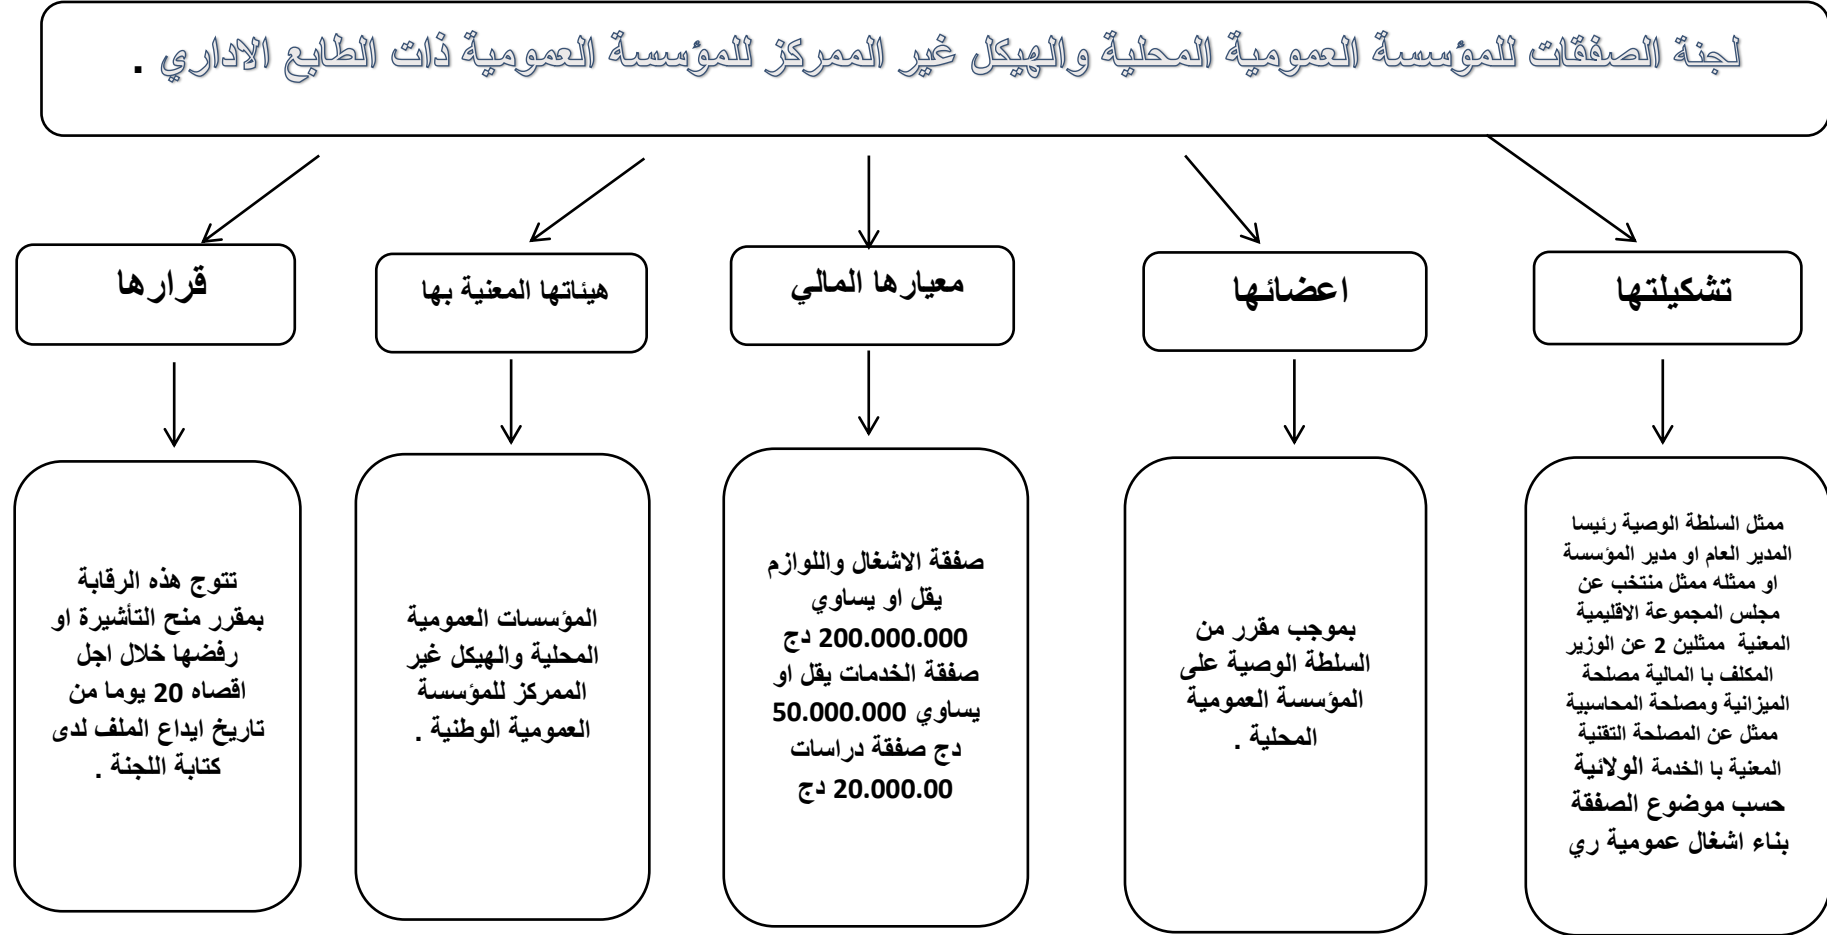 لجنة الصفقات للمؤسسة العمومية المحلية والهيكل غير الممركز للمؤسسة العمومية ذات الطابع الاداري .
تشكيلتها
اعضائها
معيارها المالي
هيئاتها المعنية بها
قرارها
ممثل السلطة الوصية رئيسا
المدير العام او مدير المؤسسة
او ممثله ممثل منتخب عن
مجلس المجموعة الاقليمية
المعنية ممثلين 2 عن الوزير
المكلف با المالية مصلحة
الميزانية ومصلحة المحاسبية
ممثل عن المصلحة التقنية
المعنية با الخدمة الولائية
حسب موضوع الصفقة
بناء اشغال عمومية ري
بموجب مقرر من
السلطة الوصية على
المؤسسة العمومية
المحلية .
صفقة الاشغال واللوازم
يقل او يساوي
200.000.000 دج
صفقة الخدمات يقل او
يساوي 50.000.000
دج صفقة دراسات
20.000.00 دج
المؤسسات العمومية
المحلية والهيكل غير
الممركز للمؤسسة
العمومية الوطنية .
تتوج هذه الرقابة
بمقرر منح التأشيرة او
رفضها خلال اجل
اقصاه 20 يوما من
تاريخ ايداع الملف لدى
كتابة اللجنة .